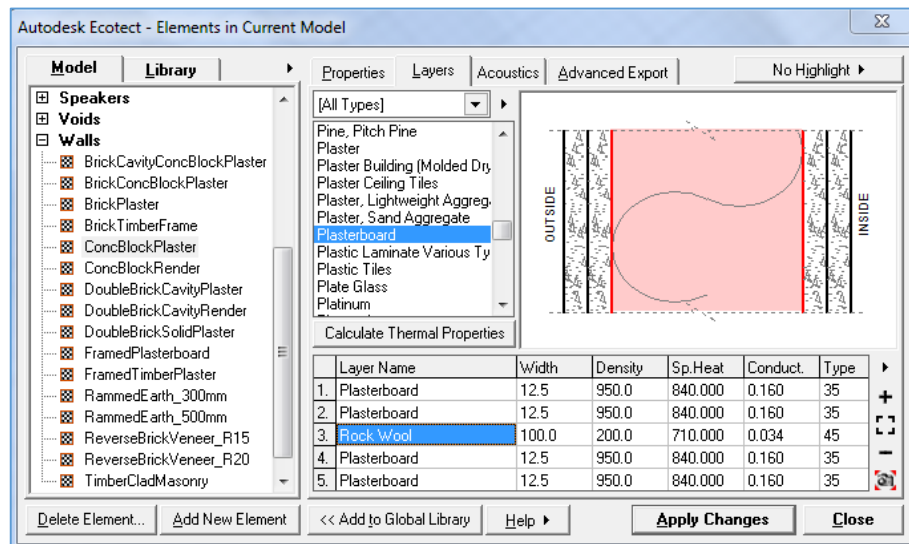 Autodesk Ecotect - Elements in Current Model
Model
Library
Speakers
Voids
Walls
BrickCavityConcBlockPlaster
BrickConcBlockPlaster
BrickPlaster
BrickTimberFrame
ConcBlockPlaster
ConcBlockRender
DoubleBrickCavityPlaster
DoubleBrickCavityRender
DoubleBrickSolidPlaster
FramedPlasterboard
FramedTimberPlaster
RammedEarth_300mm
RammedEarth_500mm
ReverseBrickVeneer_R15
ReverseBrickVeneer_R20
TimberCladMasonry
Delete Element...
Add New Element
Properties
Layers
Acoustics
Advanced Export
No Highlight
[All Types]
Pine, Pitch Pine
Plaster
Plaster Building (Molded Dry
Plaster Ceiling Tiles
Plaster, Lightweight Aggreg
Plaster, Sand Aggregate
Plasterboard
Plastic Laminate Various Ty
Plastic Tiles
Plate Glass
Platinum
Calculate Thermal Properties
OUTSIDE
INSIDE
Layer Name Width Density Sp.Heat Conduct. Type
1. Plasterboard 12.5 950.0 840.000 0.160 35
2. Plasterboard 12.5 950.0 840.000 0.160 35
3. Rock Wool 100.0 200.0 710.000 0.034 45
4. Plasterboard 12.5 950.0 840.000 0.160 35
5. Plasterboard 12.5 950.0 840.000 0.160 35
<< Add to Global Library
Help
Apply Changes
Close